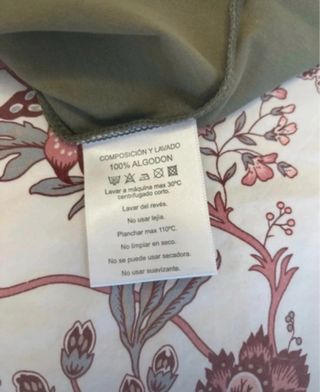 COMPOSICIÓN Y LAVADO
100% ALGODON
Lavar a máquina max 30ºC
centrifugado corto.
Lavar del revés.
No usar lejía.
Planchar max 110ºC.
No limpiar en seco.
No se puede usar secadora.
No usar suavizante.